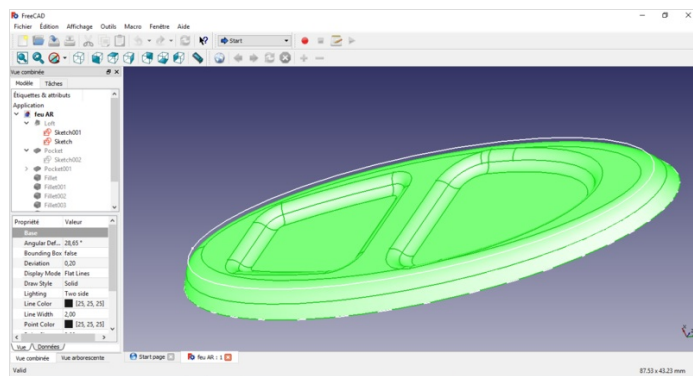 FreeCAD
Fichier Édition Affichage Outils Macro Fenêtre Aide
Start
Vue combinée
Modèle Tâches
Étiquettes & attributs
Application
feu AR
Loft
Sketch001
Sketch
Pocket
Sketch002
Pocket001
Fillet
Fillet001
Fillet002
Fillet003
Propriété Valeur
Base
Angular Def... 28,65 °
Bounding Box false
Deviation 0,20
Display Mode Flat Lines
Draw Style Solid
Lighting Two side
Line Color [25, 25, 25]
Line Width 2,00
Point Color [25, 25, 25]
Vue Données
Vue combinée Vue arborescente
Start page feu AR : 1
Valid 87.53 x 43.23 mm